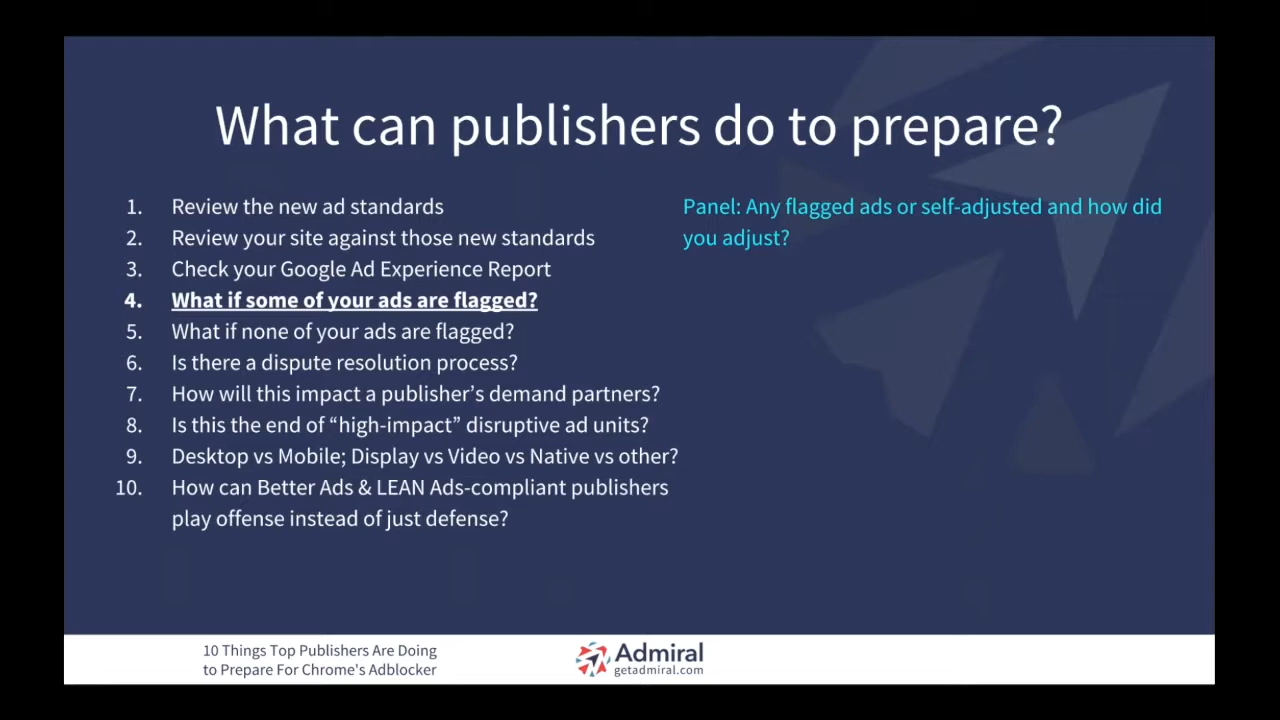 What can publishers do to prepare?
1. Review the new ad standards
2. Review your site against those new standards
3. Check your Google Ad Experience Report
4. What if some of your ads are flagged?
5. What if none of your ads are flagged?
6. Is there a dispute resolution process?
7. How will this impact a publisher’s demand partners?
8. Is this the end of “high-impact” disruptive ad units?
9. Desktop vs Mobile; Display vs Video vs Native vs other?
10. How can Better Ads & LEAN Ads-compliant publishers
play offense instead of just defense?
Panel: Any flagged ads or self-adjusted and how did
you adjust?
10 Things Top Publishers Are Doing
to Prepare For Chrome's Adblocker
Admiral
getadmiral.com